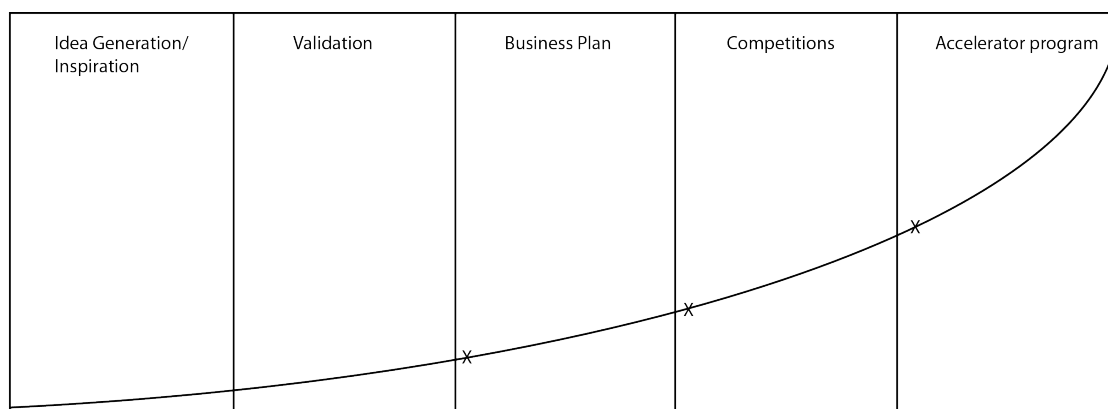 Idea Generation/
Inspiration
Validation
Business Plan
Competitions
Accelerator program
X
X
X